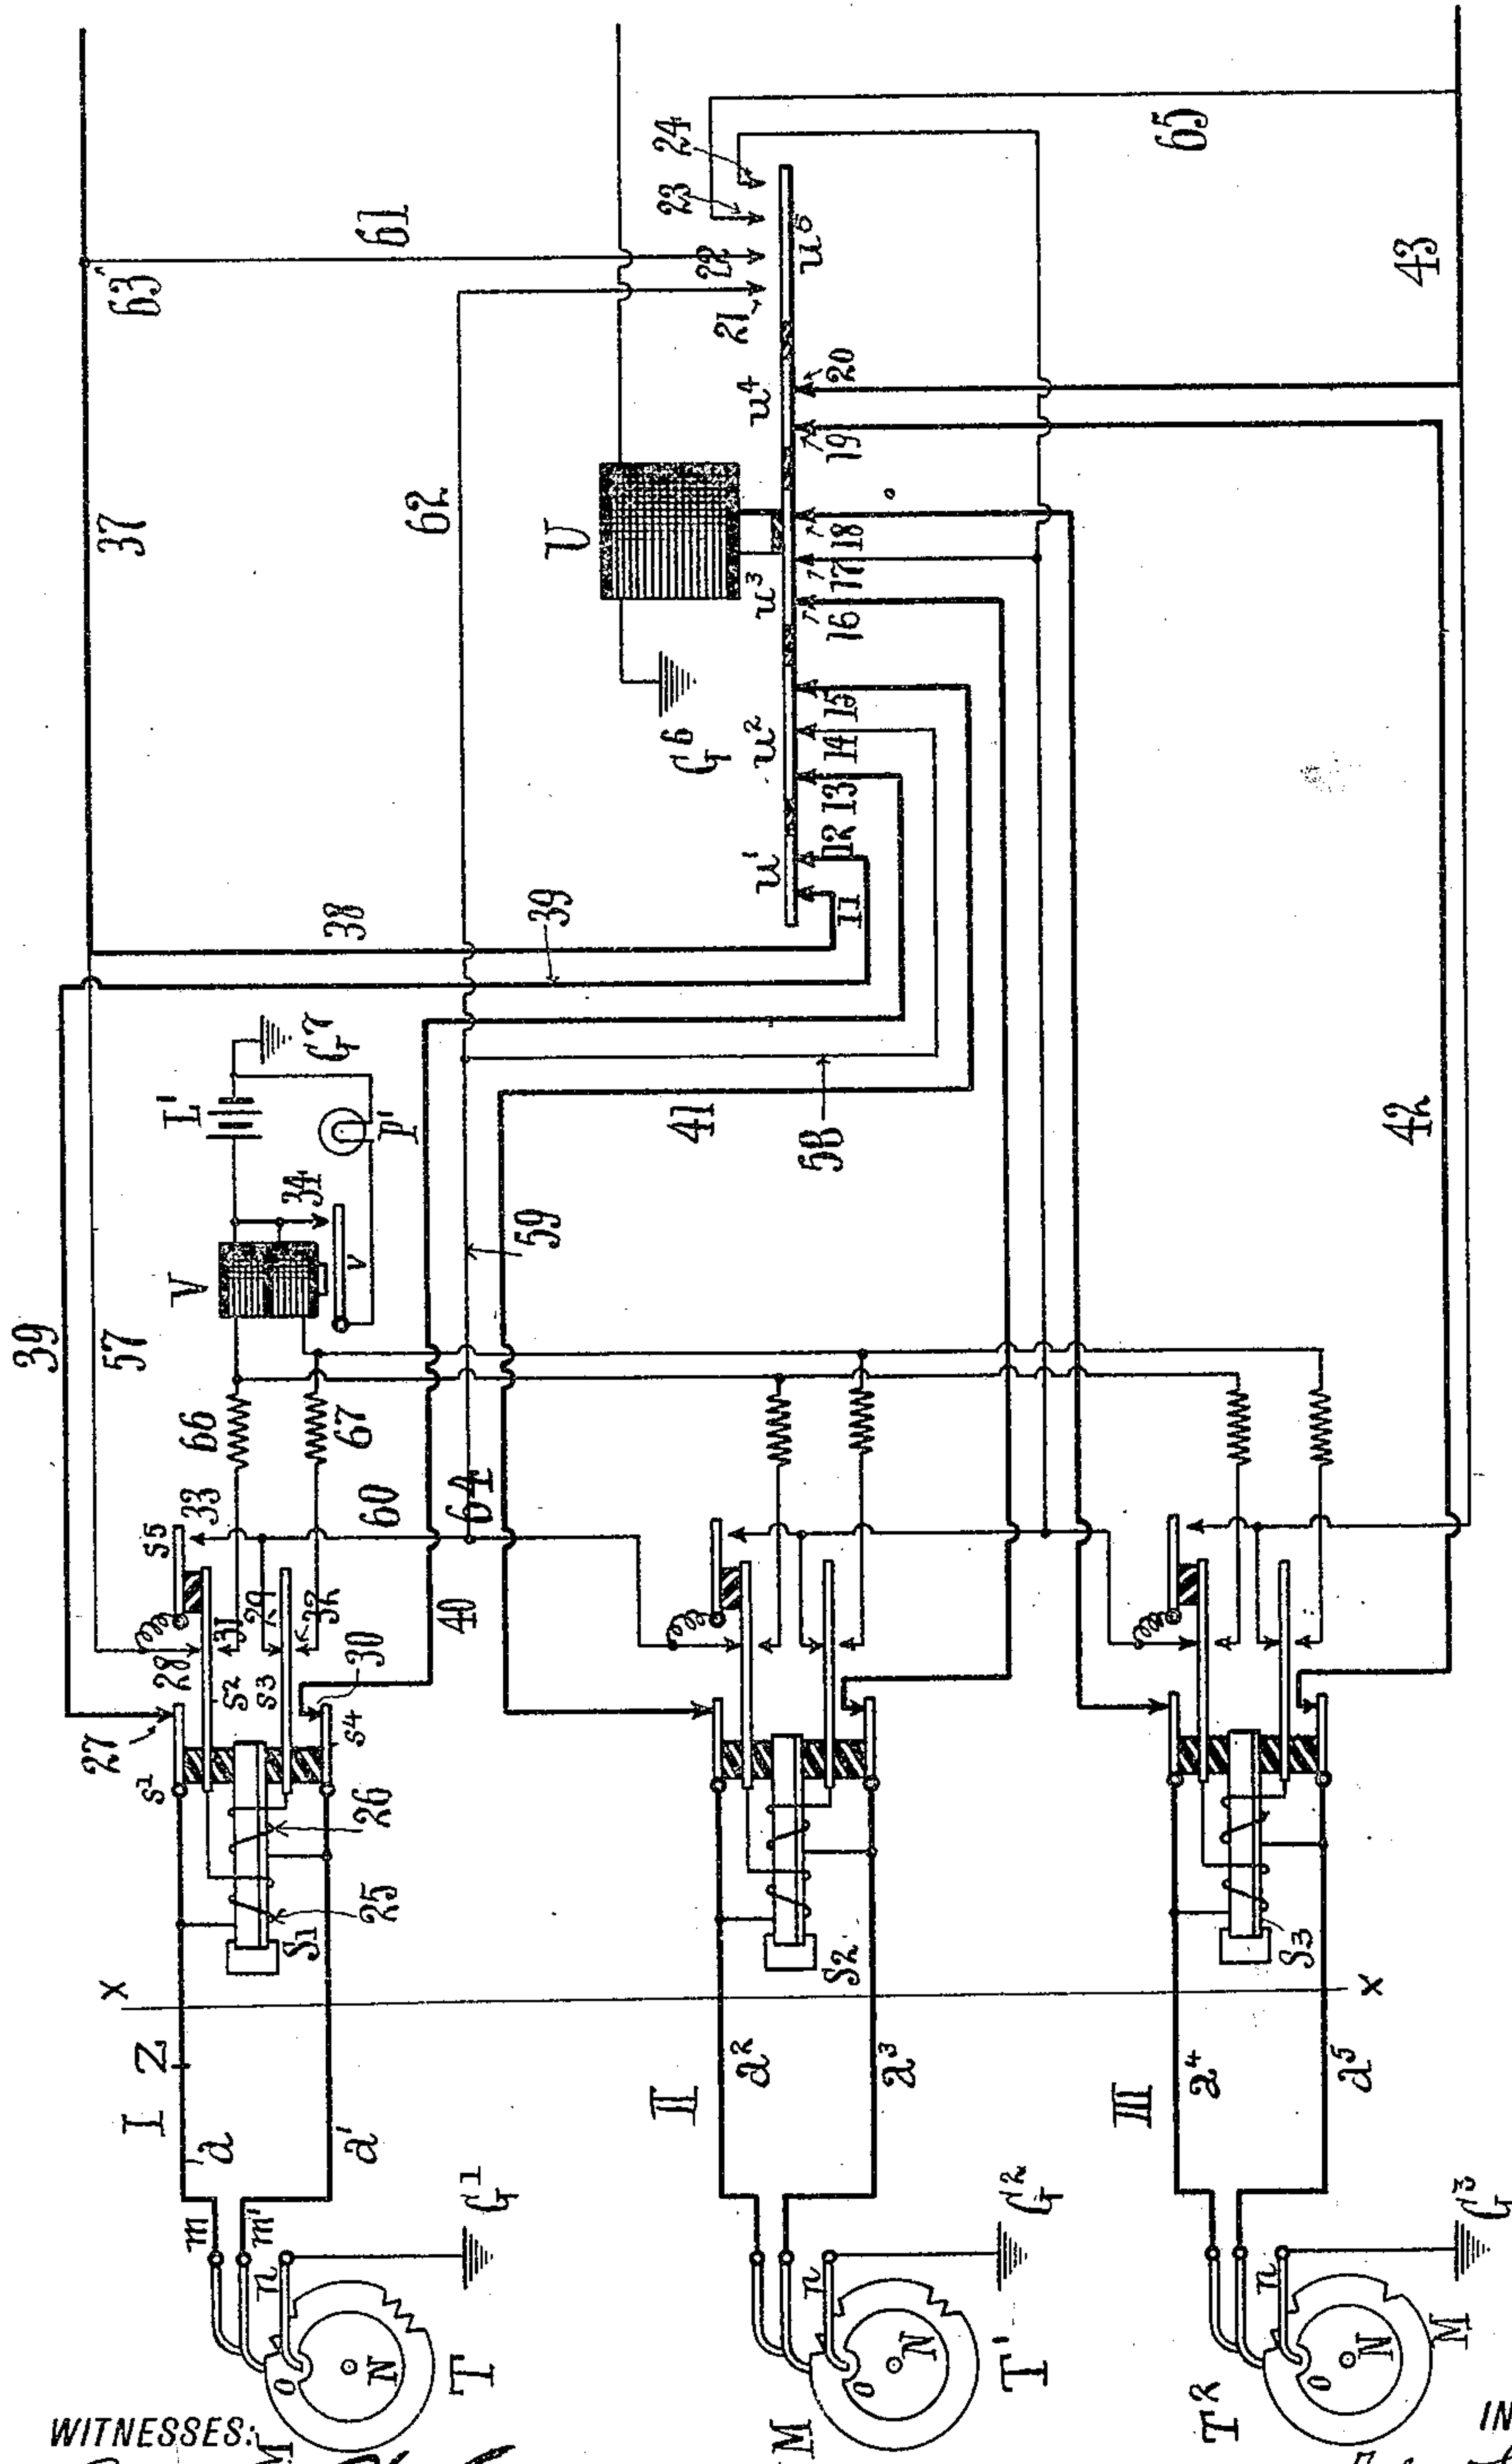 37
63
61
39
57
38
62
24
23
22
21
65
U
u⁵
L'
G⁷
V
34
P'
v
G⁶
20
u⁴
19
18
17
u³
16
15
u²
14
13
12
u'
11
39
43
66
67
33
60
64
59
41
58
40
42
s⁵
27
28
31
29
32
30
s¹
s²
s³
s⁴
26
25
S¹
X
Z
I
a
a'
m
m'
n
G¹
O
N
T
M
II
a²
a³
S²
n
G²
O
N
T'
M
III
a⁴
a⁵
S³
X
n
G³
O
N
T²
M
WITNESSES:
IN